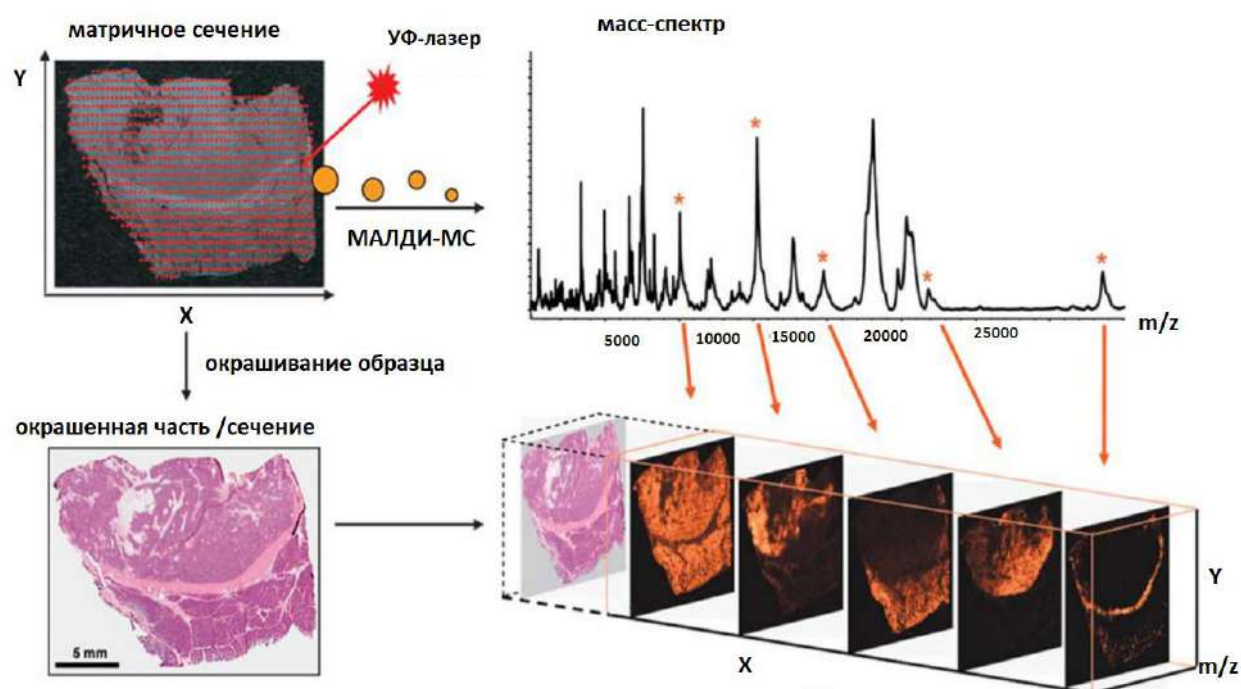 матричное сечение
УФ-лазер
масс-спектр
Y
МАЛДИ-МС
X
m/z
5000 10000 15000 20000 25000
окрашивание образца
окрашенная часть /сечение
5 mm
Y
X
m/z